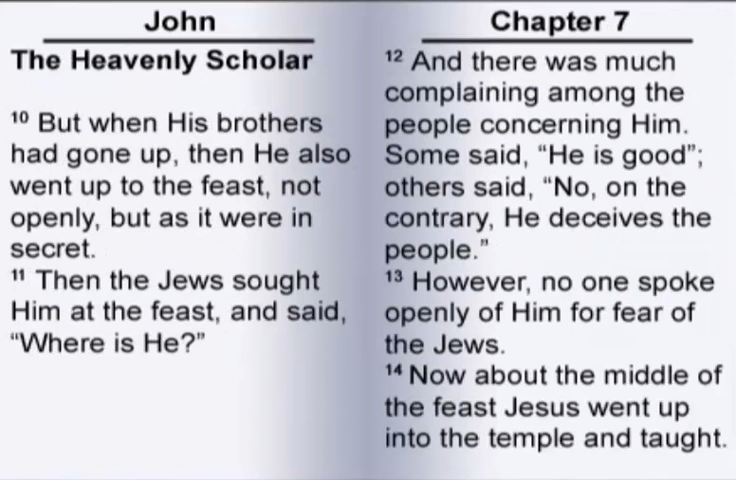 John
The Heavenly Scholar
¹⁰ But when His brothers
had gone up, then He also
went up to the feast, not
openly, but as it were in
secret.
¹¹ Then the Jews sought
Him at the feast, and said,
“Where is He?”
Chapter 7
¹² And there was much
complaining among the
people concerning Him.
Some said, “He is good”;
others said, “No, on the
contrary, He deceives the
people.”
¹³ However, no one spoke
openly of Him for fear of
the Jews.
¹⁴ Now about the middle of
the feast Jesus went up
into the temple and taught.